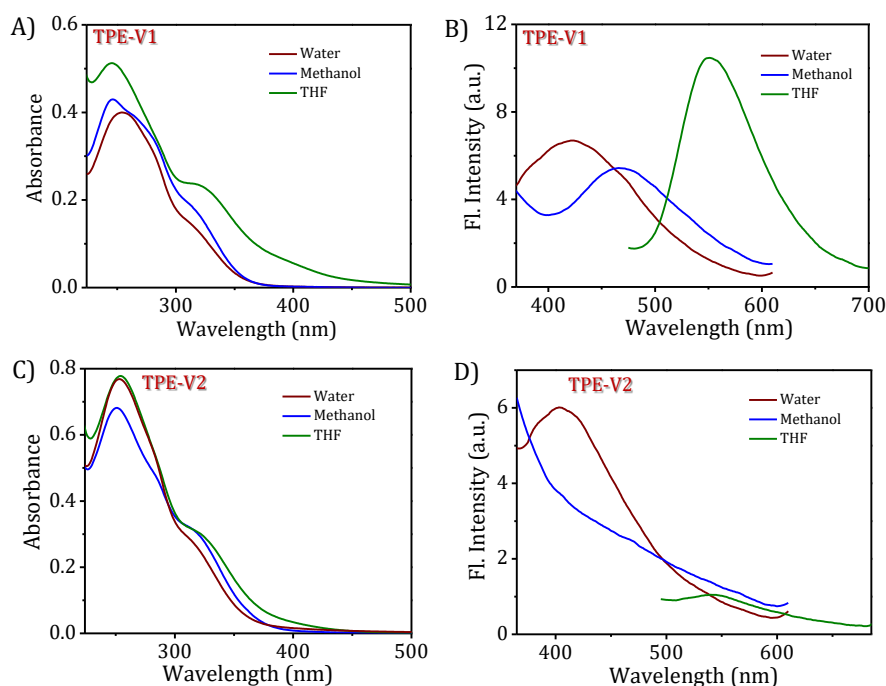 A)
TPE-V1
Water
Methanol
THF
0.6
0.4
0.2
0.0
Absorbance
300
400
500
Wavelength (nm)
B)
TPE-V1
Water
Methanol
THF
12
8
4
0
Fl. Intensity (a.u.)
400
500
600
700
Wavelength (nm)
C)
TPE-V2
Water
Methanol
THF
0.8
0.6
0.4
0.2
0.0
Absorbance
300
400
500
Wavelength (nm)
D)
TPE-V2
Water
Methanol
THF
6
4
2
0
Fl. Intensity (a.u.)
400
500
600
Wavelength (nm)